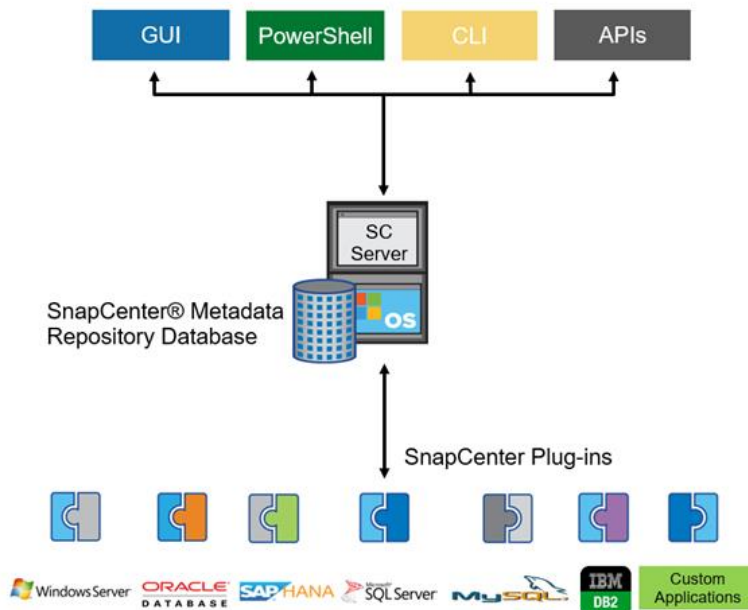 GUI
PowerShell
CLI
APIs
SC
Server
OS
SnapCenter® Metadata
Repository Database
SnapCenter Plug-ins
Windows Server
ORACLE
DATABASE
SAP HANA
Microsoft
SQL Server
MySQL
IBM
DB2
Custom
Applications